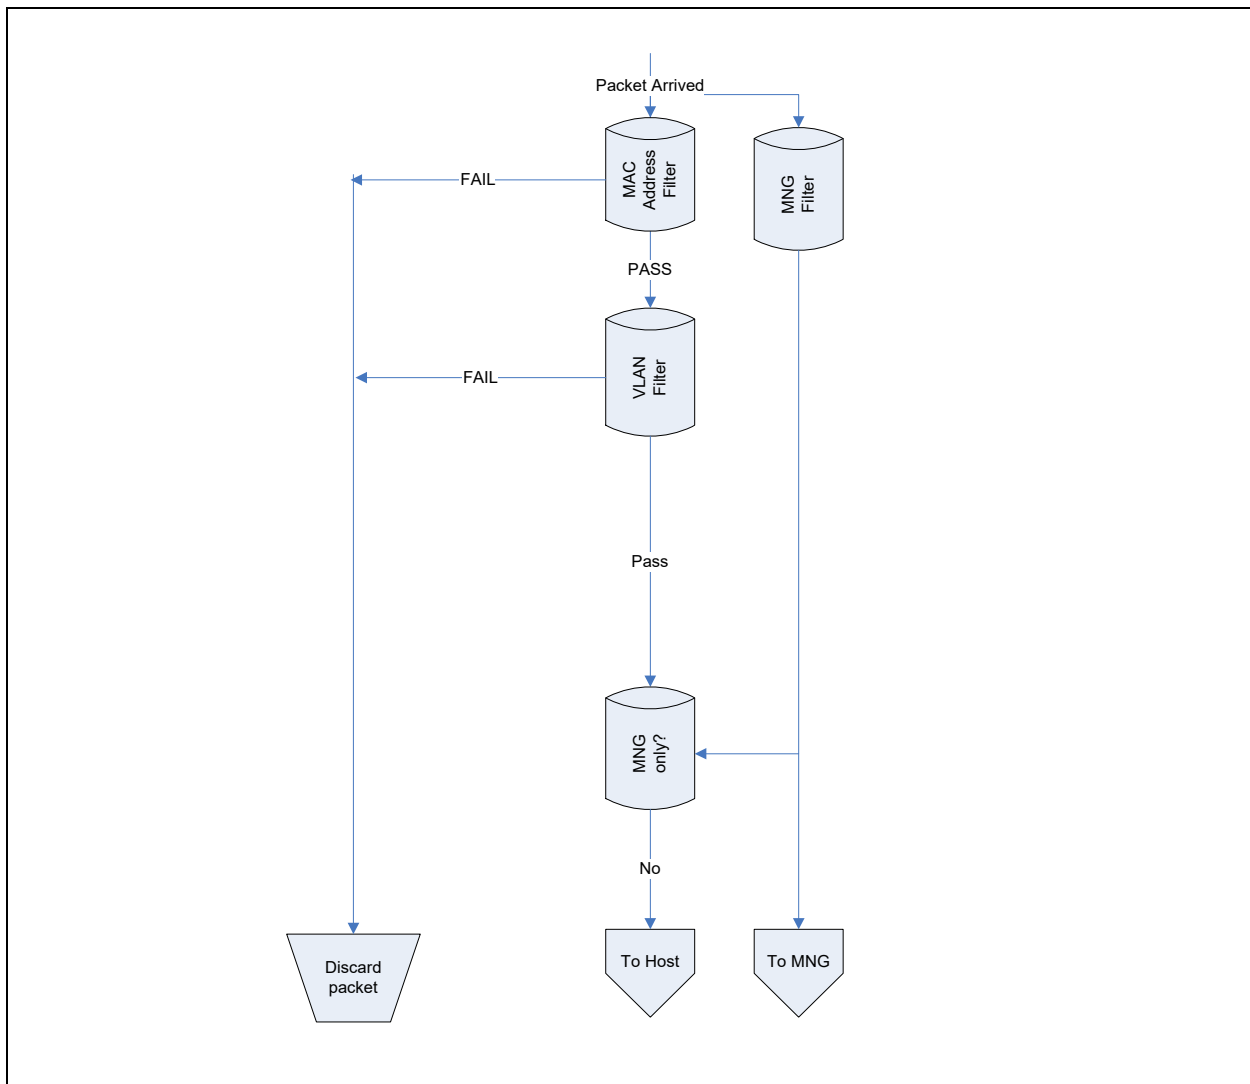 Packet Arrived
MAC
Address
Filter
MNG
Filter
FAIL
PASS
VLAN
Filter
FAIL
Pass
MNG
only?
No
Discard
packet
To Host
To MNG